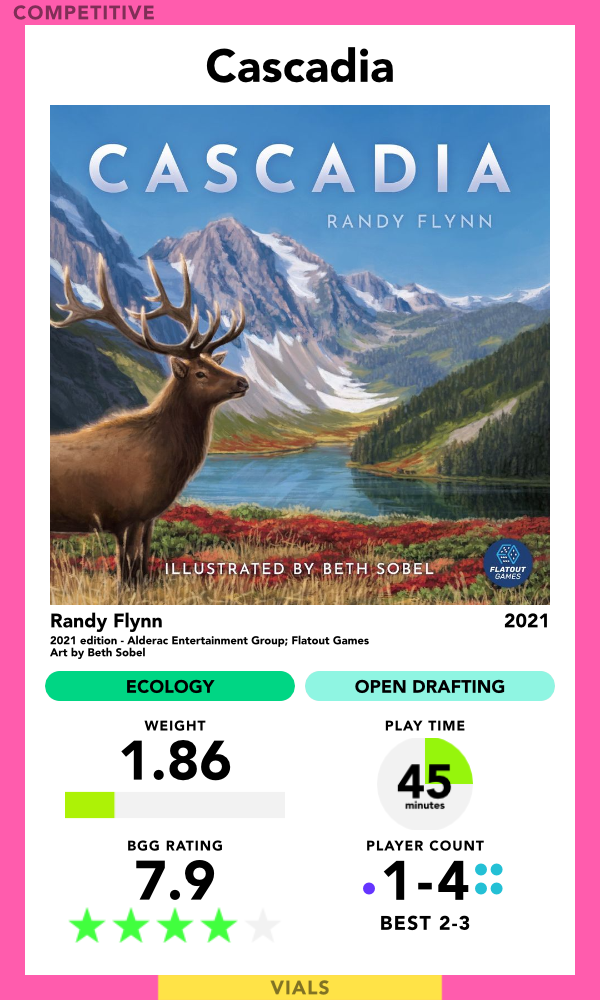 COMPETITIVE
Cascadia
CASCADIA
RANDY FLYNN
ILLUSTRATED BY BETH SOBEL
FLATOUT
GAMES
Randy Flynn 2021
2021 edition - Alderac Entertainment Group; Flatout Games
Art by Beth Sobel
ECOLOGY OPEN DRAFTING
WEIGHT PLAY TIME
1.86 45
minutes
BGG RATING PLAYER COUNT
7.9 1-4
BEST 2-3
VIALS